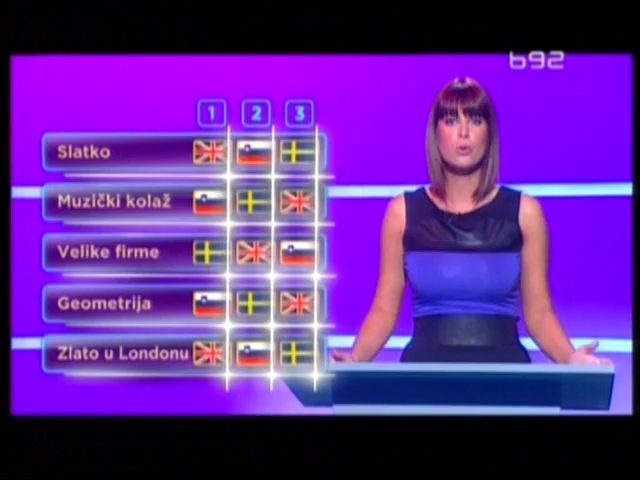 b92
1 2 3
Slatko
Muzički kolaž
Velike firme
Geometrija
Zlato u Londonu